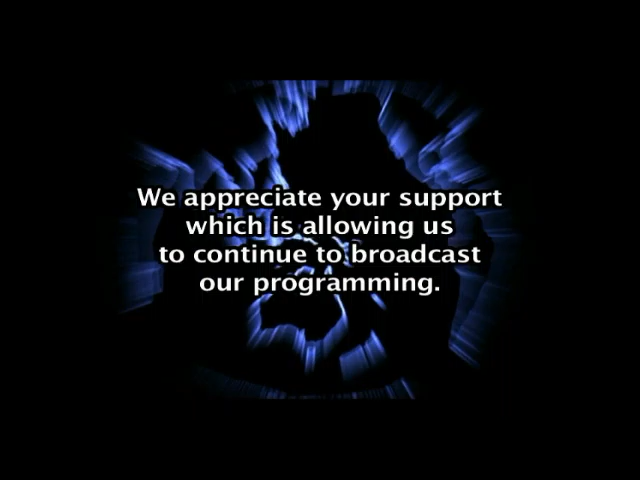 We appreciate your support
which is allowing us
to continue to broadcast
our programming.